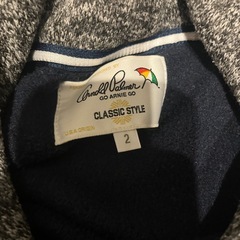 Arnold Palmer
GO ARNIE GO
CLASSIC STYLE
2